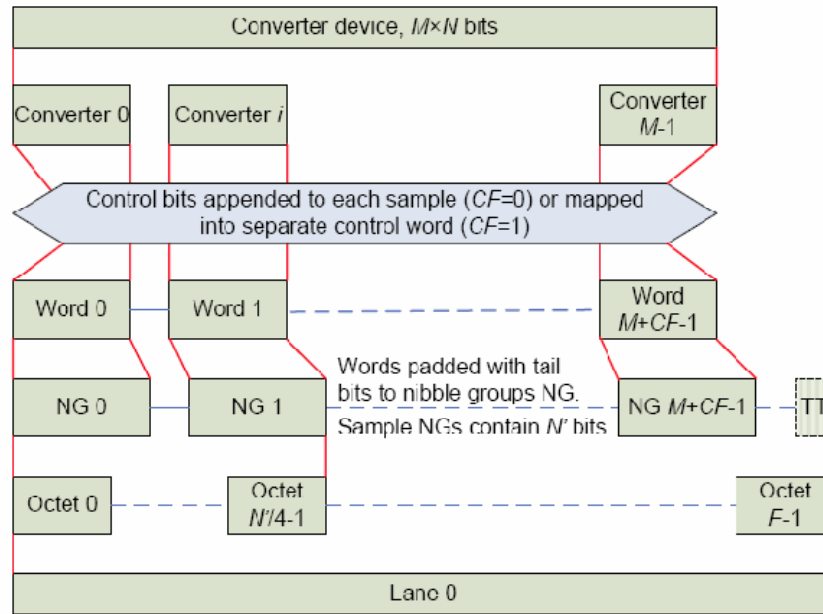 Converter device, M×N bits
Converter 0
Converter i
Converter
M-1
Control bits appended to each sample (CF=0) or mapped
into separate control word (CF=1)
Word 0
Word 1
Word
M+CF-1
Words padded with tail
bits to nibble groups NG.
NG 0
NG 1
NG M+CF-1
TT
Sample NGs contain N' bits
Octet 0
Octet
N'/4-1
Octet
F-1
Lane 0